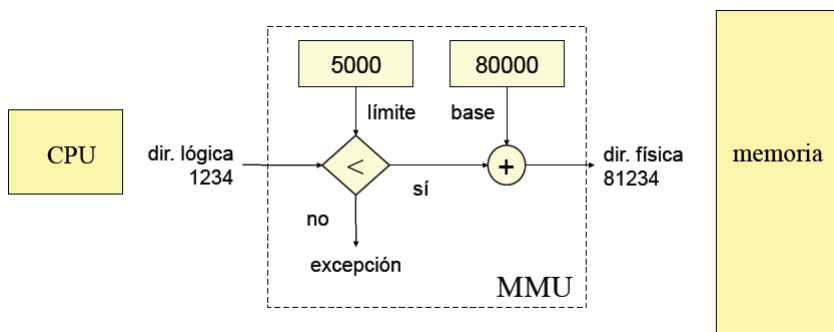 5000
80000
límite
base
CPU
dir. lógica
1234
<
sí
+
dir. física
81234
memoria
no
excepción
MMU